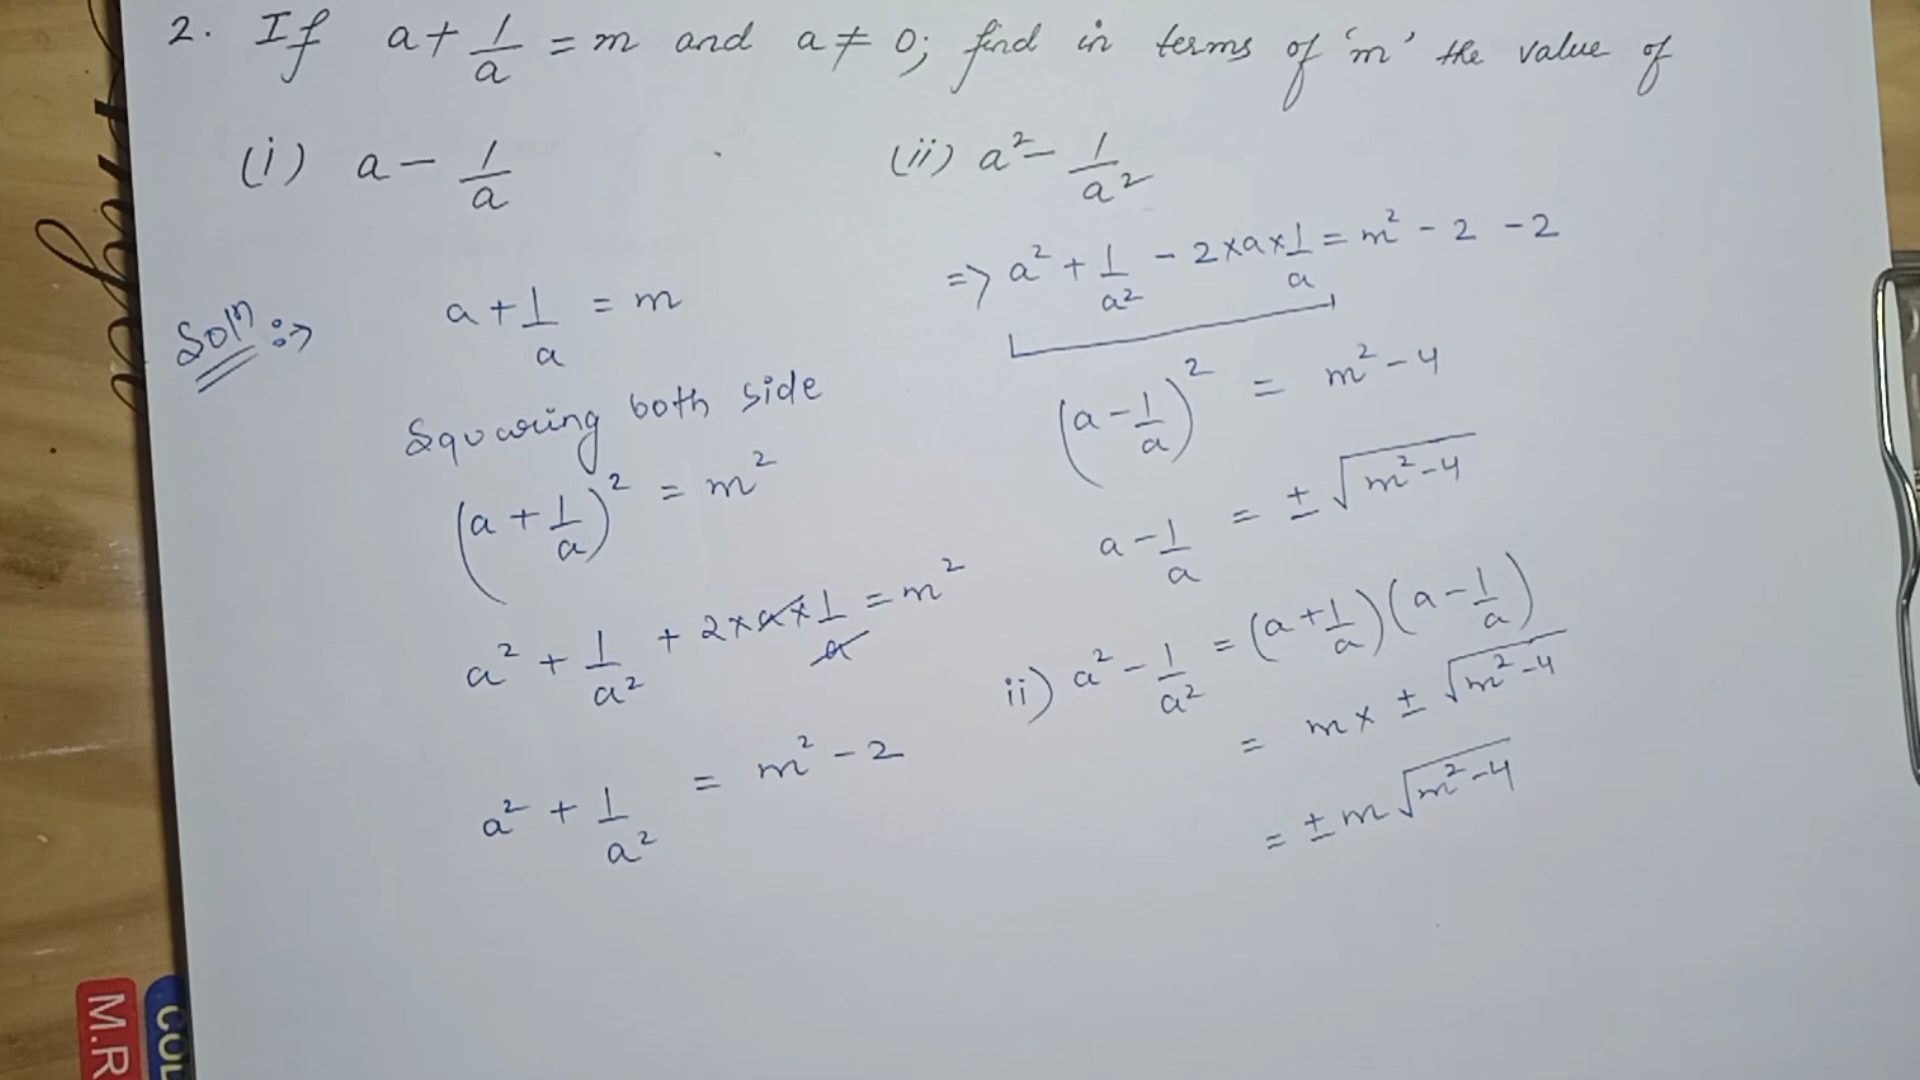 2. If a + 1/a = m and a ≠ 0; find in terms of 'm' the value of
(i) a - 1/a
(ii) a² - 1/a²
Solⁿ :→
a + 1/a = m
Squaring both side
(a + 1/a)² = m²
a² + 1/a² + 2 × a × 1/a = m²
a² + 1/a² = m² - 2
=> a² + 1/a² - 2 × a × 1/a = m² - 2 - 2
(a - 1/a)² = m² - 4
a - 1/a = ± √(m² - 4)
ii) a² - 1/a² = (a + 1/a)(a - 1/a)
= m × ± √(m² - 4)
= ± m √(m² - 4)
M.R